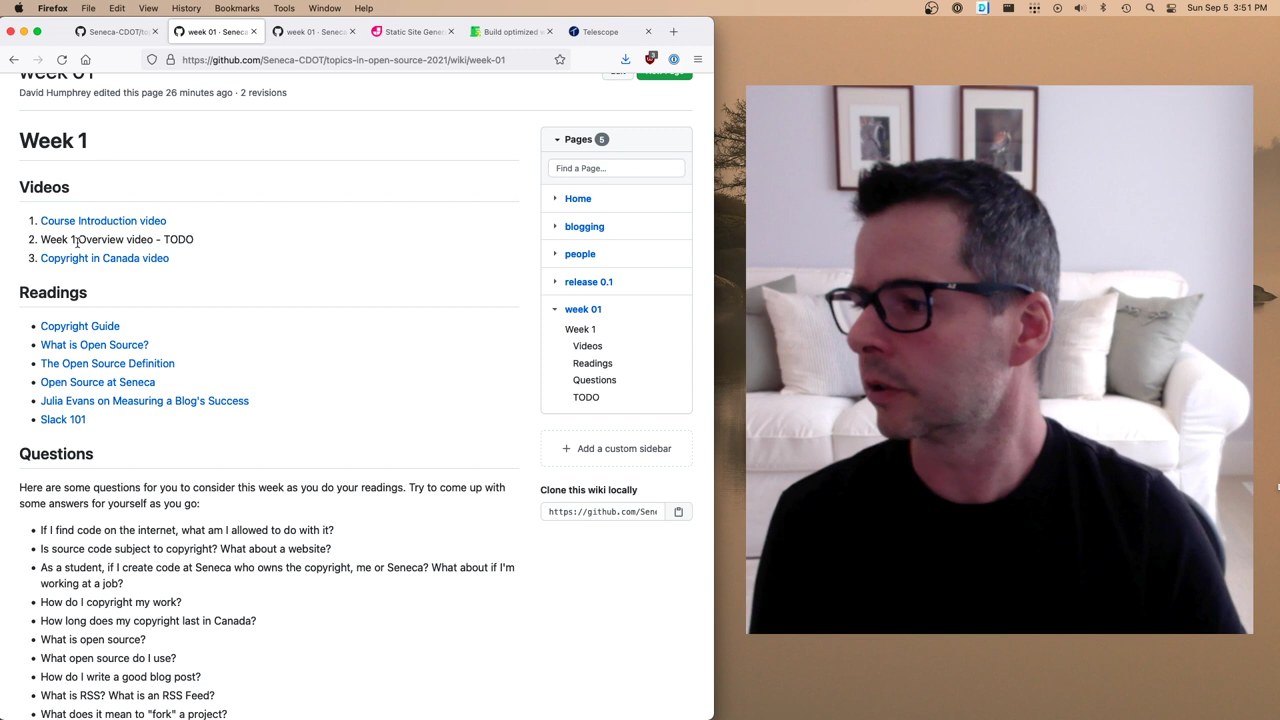 Firefox File Edit View History Bookmarks Tools Window Help
Sun Sep 5 3:51 PM
Seneca-CDOT/to
week 01 · Seneca
week 01 · Seneca
Static Site Gener
Build optimized w
Telescope
https://github.com/Seneca-CDOT/topics-in-open-source-2021/wiki/week-01
week 01
David Humphrey edited this page 26 minutes ago · 2 revisions
Week 1
Videos
1. Course Introduction video
2. Week 1 Overview video - TODO
3. Copyright in Canada video
Readings
• Copyright Guide
• What is Open Source?
• The Open Source Definition
• Open Source at Seneca
• Julia Evans on Measuring a Blog's Success
• Slack 101
Questions
Here are some questions for you to consider this week as you do your readings. Try to come up with
some answers for yourself as you go:
• If I find code on the internet, what am I allowed to do with it?
• Is source code subject to copyright? What about a website?
• As a student, if I create code at Seneca who owns the copyright, me or Seneca? What about if I'm
working at a job?
• How do I copyright my work?
• How long does my copyright last in Canada?
• What is open source?
• What open source do I use?
• How do I write a good blog post?
• What is RSS? What is an RSS Feed?
• What does it mean to "fork" a project?
Pages 5
Find a Page...
Home
blogging
people
release 0.1
week 01
Week 1
Videos
Readings
Questions
TODO
+ Add a custom sidebar
Clone this wiki locally
https://github.com/Sene